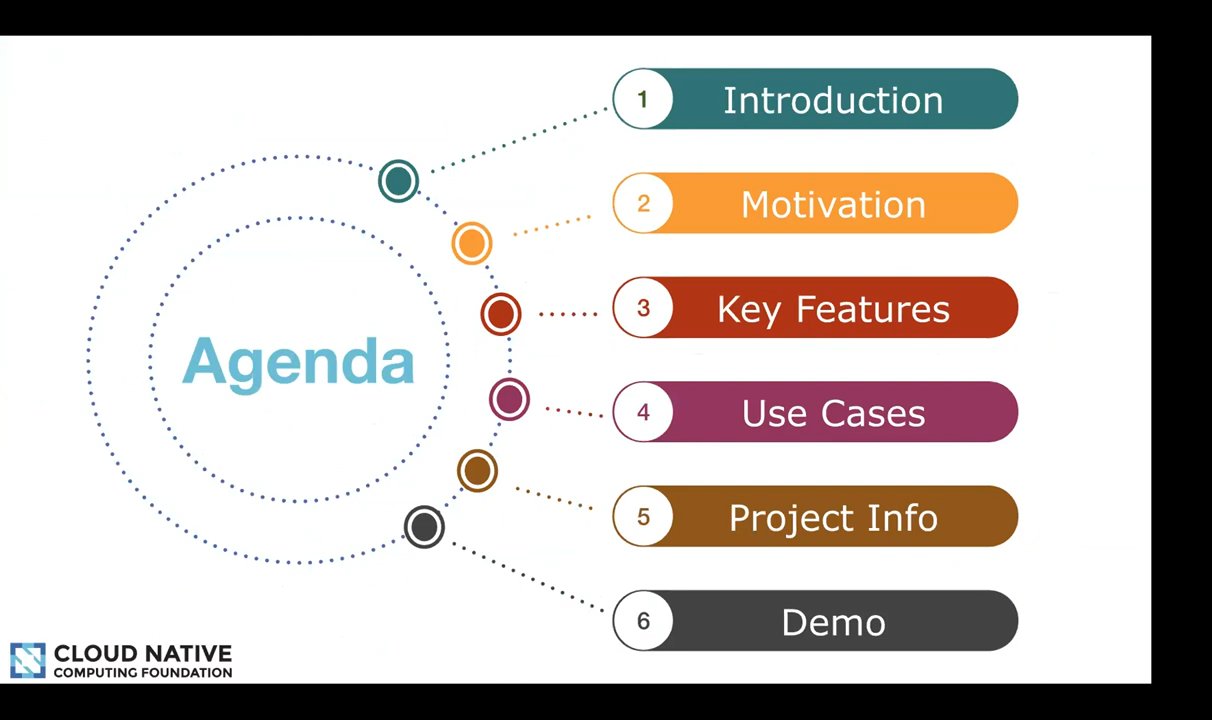 Agenda
1 Introduction
2 Motivation
3 Key Features
4 Use Cases
5 Project Info
6 Demo
CLOUD NATIVE
COMPUTING FOUNDATION